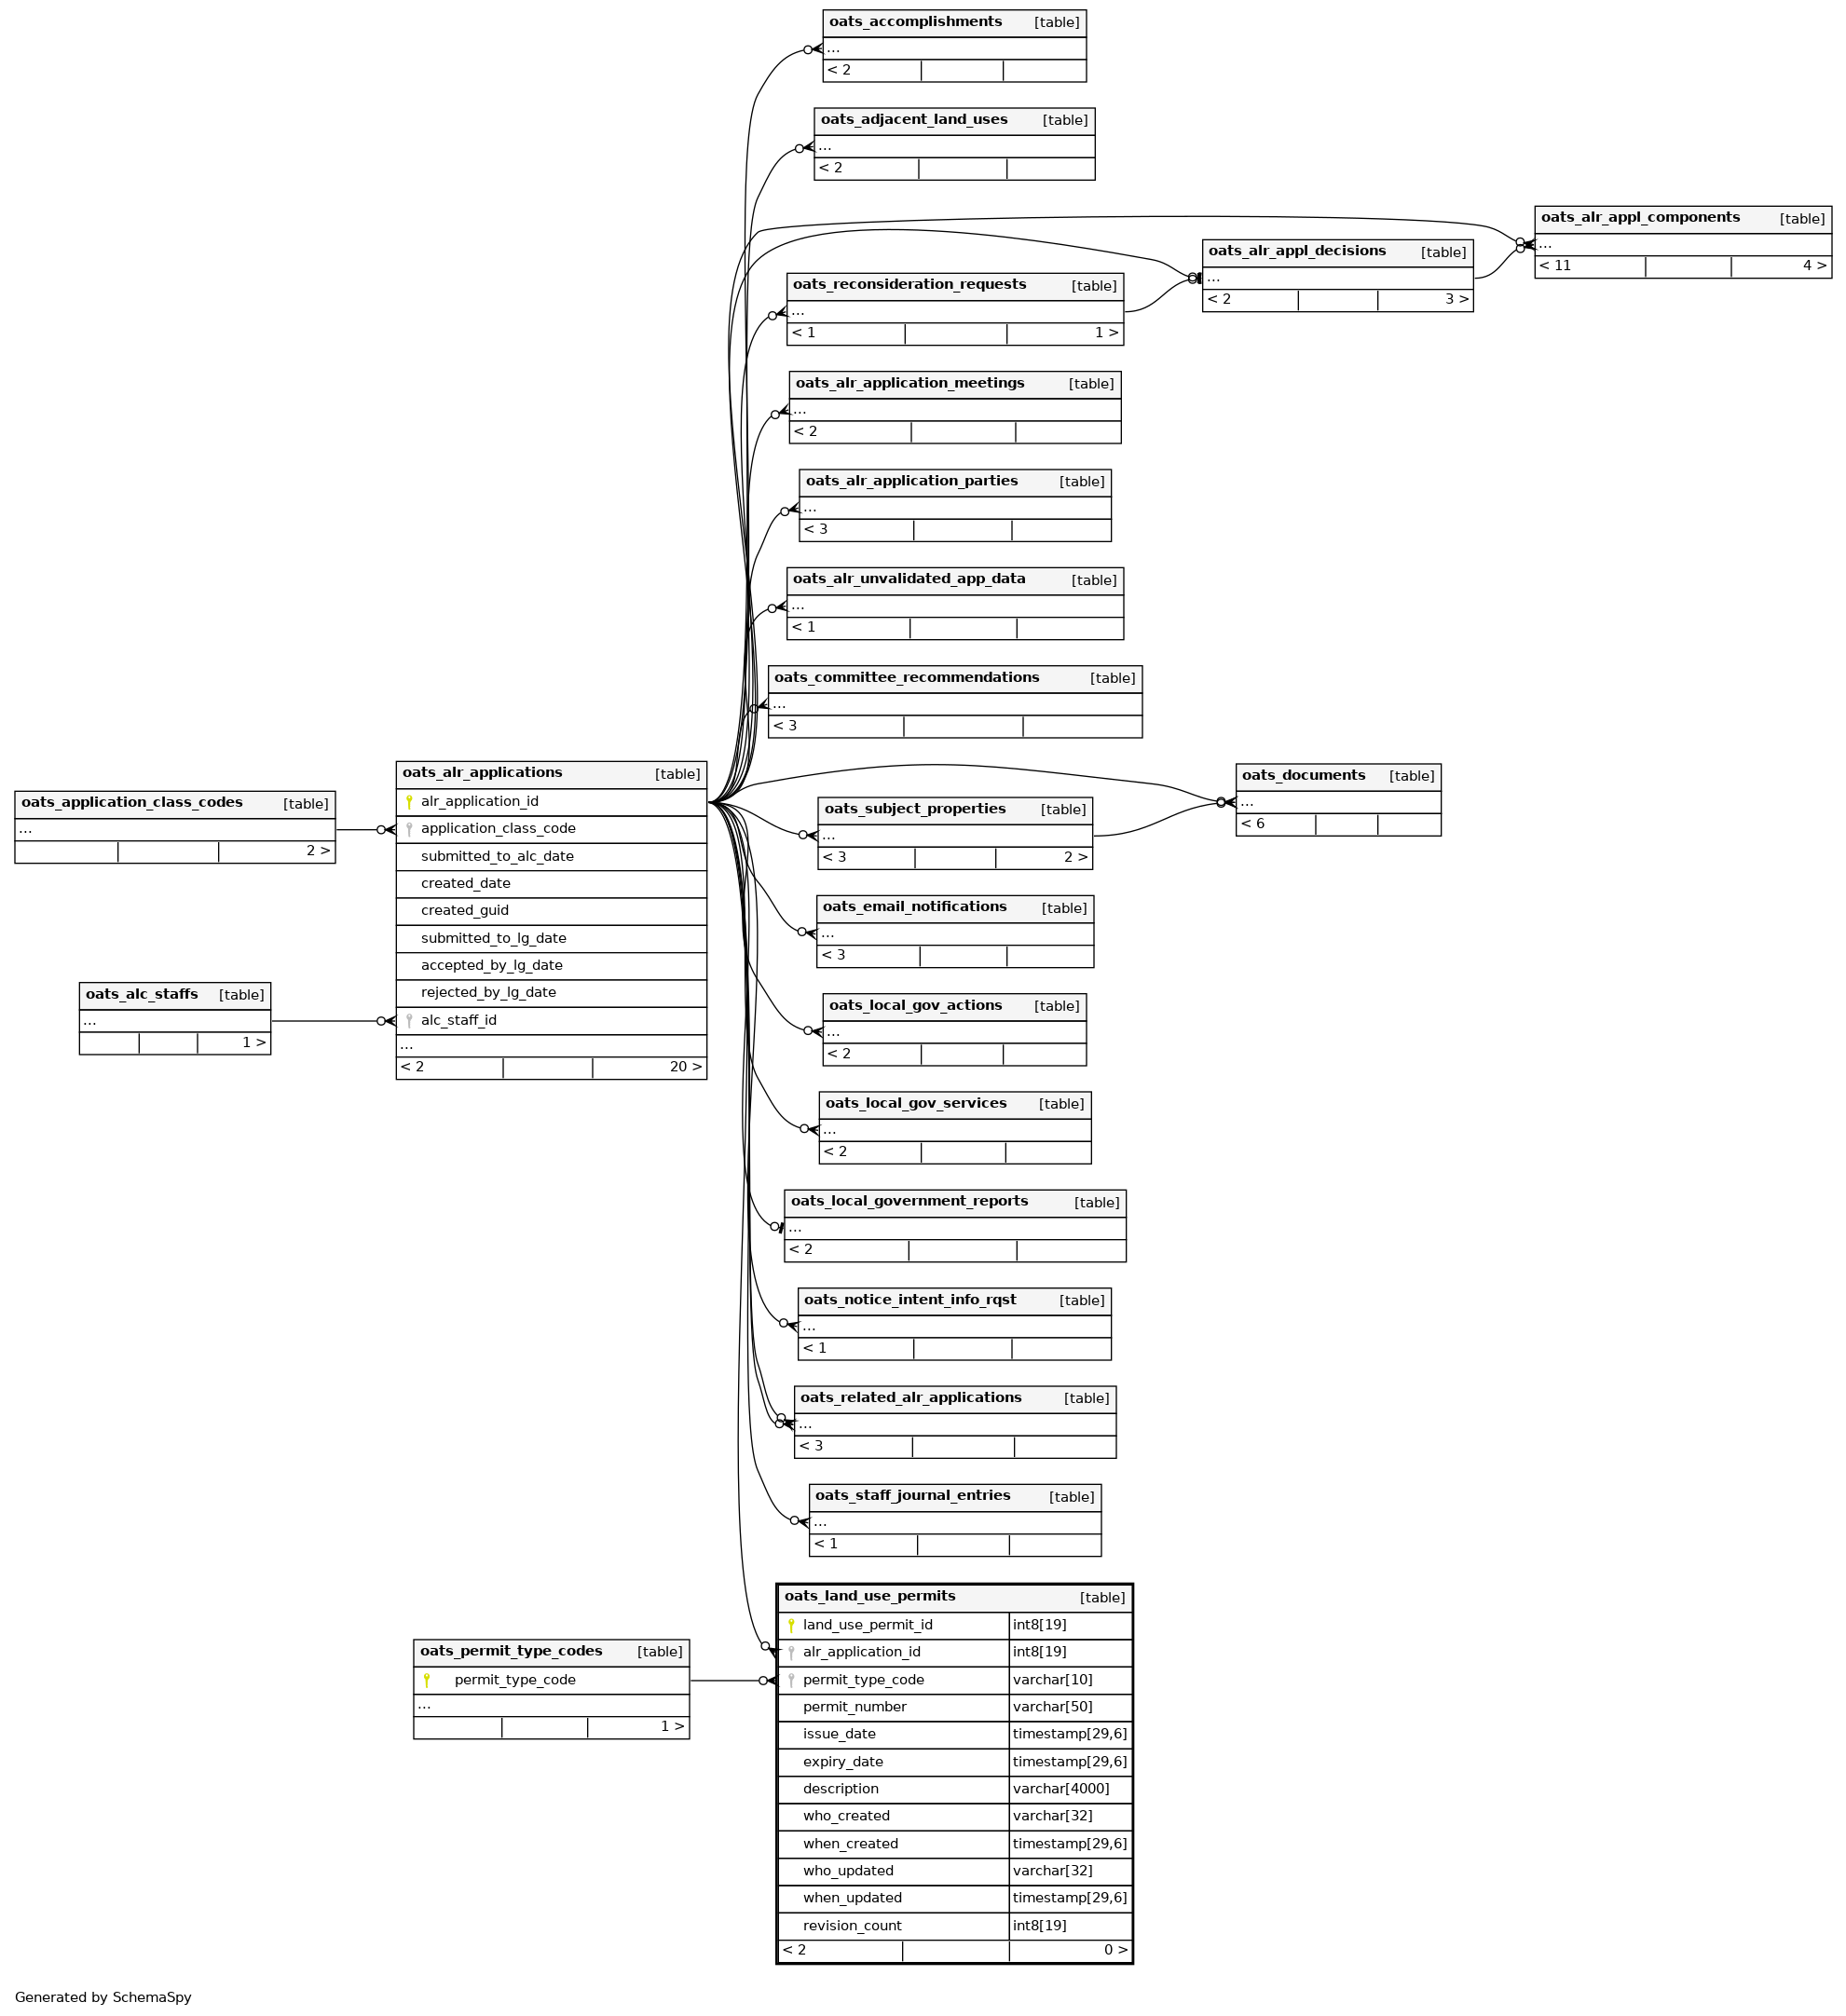 oats_accomplishments [table]
...
< 2
oats_adjacent_land_uses [table]
...
< 2
oats_alr_appl_components [table]
...
< 11 4 >
oats_alr_appl_decisions [table]
...
< 2 3 >
oats_reconsideration_requests [table]
...
< 1 1 >
oats_alr_application_meetings [table]
...
< 2
oats_alr_application_parties [table]
...
< 3
oats_alr_unvalidated_app_data [table]
...
< 1
oats_committee_recommendations [table]
...
< 3
oats_alr_applications [table]
alr_application_id
application_class_code
submitted_to_alc_date
created_date
created_guid
submitted_to_lg_date
accepted_by_lg_date
rejected_by_lg_date
alc_staff_id
...
< 2 20 >
oats_application_class_codes [table]
...
2 >
oats_alc_staffs [table]
...
1 >
oats_documents [table]
...
< 6
oats_subject_properties [table]
...
< 3 2 >
oats_email_notifications [table]
...
< 3
oats_local_gov_actions [table]
...
< 2
oats_local_gov_services [table]
...
< 2
oats_local_government_reports [table]
...
< 2
oats_notice_intent_info_rqst [table]
...
< 1
oats_related_alr_applications [table]
...
< 3
oats_staff_journal_entries [table]
...
< 1
oats_land_use_permits [table]
land_use_permit_id int8[19]
alr_application_id int8[19]
permit_type_code varchar[10]
permit_number varchar[50]
issue_date timestamp[29,6]
expiry_date timestamp[29,6]
description varchar[4000]
who_created varchar[32]
when_created timestamp[29,6]
who_updated varchar[32]
when_updated timestamp[29,6]
revision_count int8[19]
< 2 0 >
oats_permit_type_codes [table]
permit_type_code
...
1 >
Generated by SchemaSpy